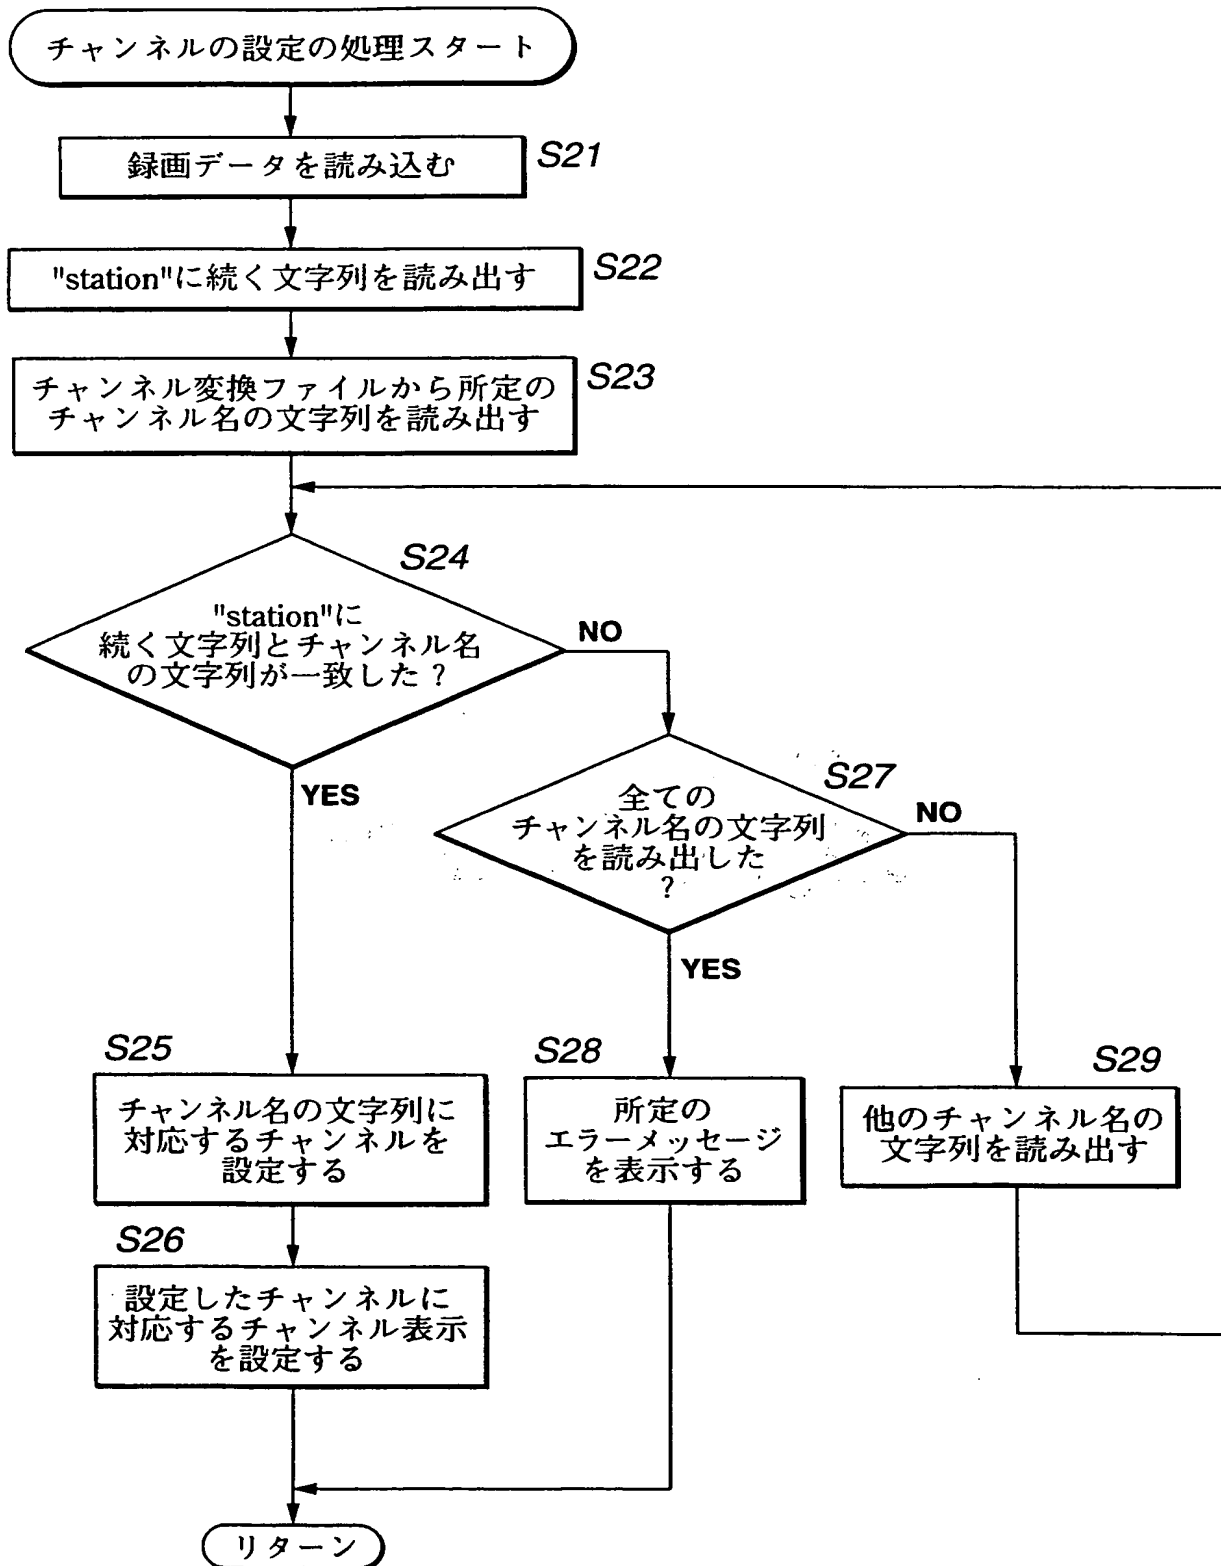 チャンネルの設定の処理スタート
録画データを読み込む
S21
"station"に続く文字列を読み出す
S22
チャンネル変換ファイルから所定の
チャンネル名の文字列を読み出す
S23
S24
"station"に
続く文字列とチャンネル名
の文字列が一致した?
NO
YES
S27
全ての
チャンネル名の文字列
を読み出した
?
NO
YES
S25
チャンネル名の文字列に
対応するチャンネルを
設定する
S28
所定の
エラーメッセージ
を表示する
S29
他のチャンネル名の
文字列を読み出す
S26
設定したチャンネルに
対応するチャンネル表示
を設定する
リターン